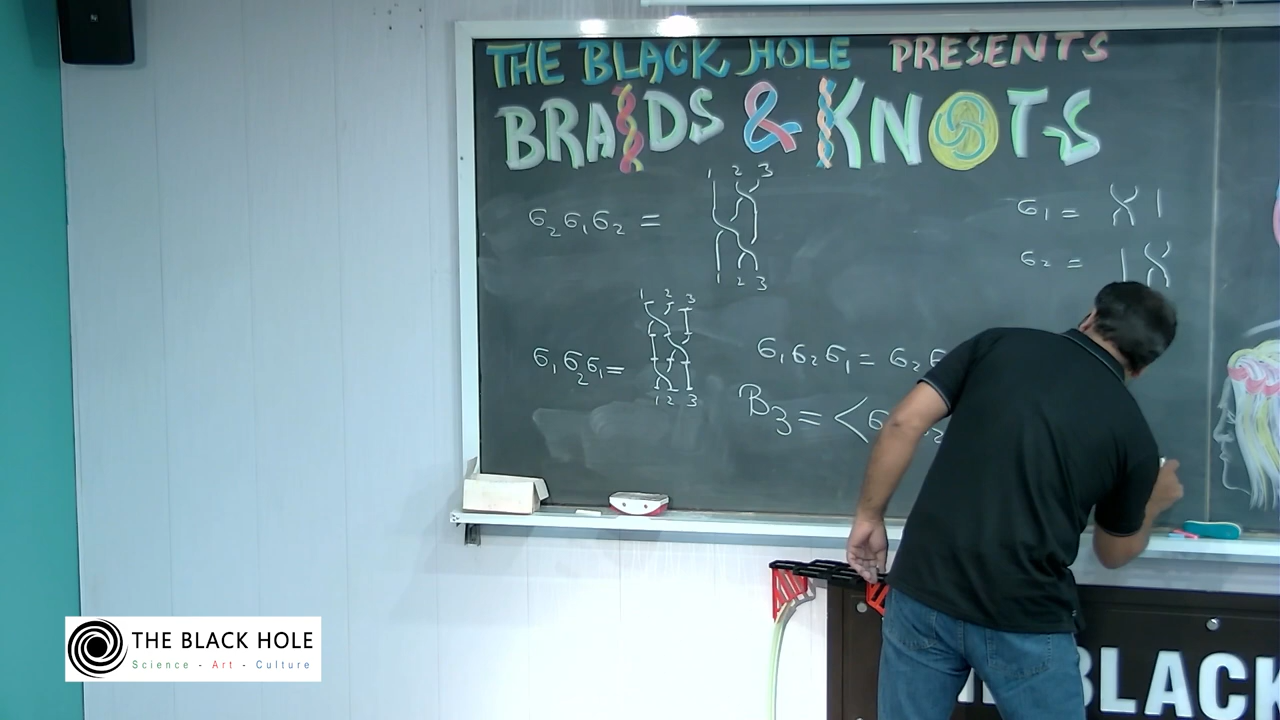 THE BLACK HOLE PRESENTS
BRAIDS & KNOTS
1 2 3
σ₂σ₁σ₂ =
1 2 3
σ₁ =
σ₂ =
1 2 3
σ₁σ₂σ₁ =
1 2 3
σ₁σ₂σ₁ = σ₂σ
B₃ = <σ
THE BLACK HOLE
Science - Art - Culture
BLACK